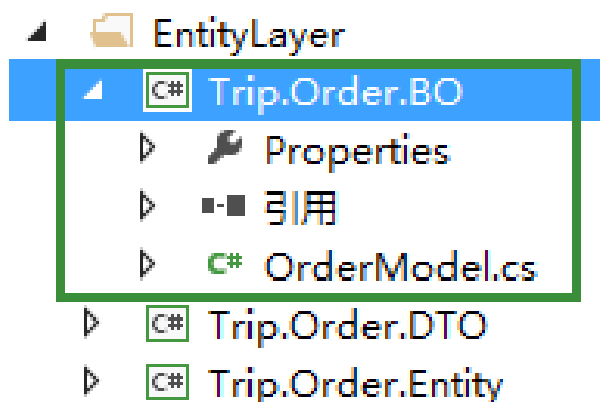 EntityLayer
C# Trip.Order.BO
Properties
引用
C# OrderModel.cs
C# Trip.Order.DTO
C# Trip.Order.Entity